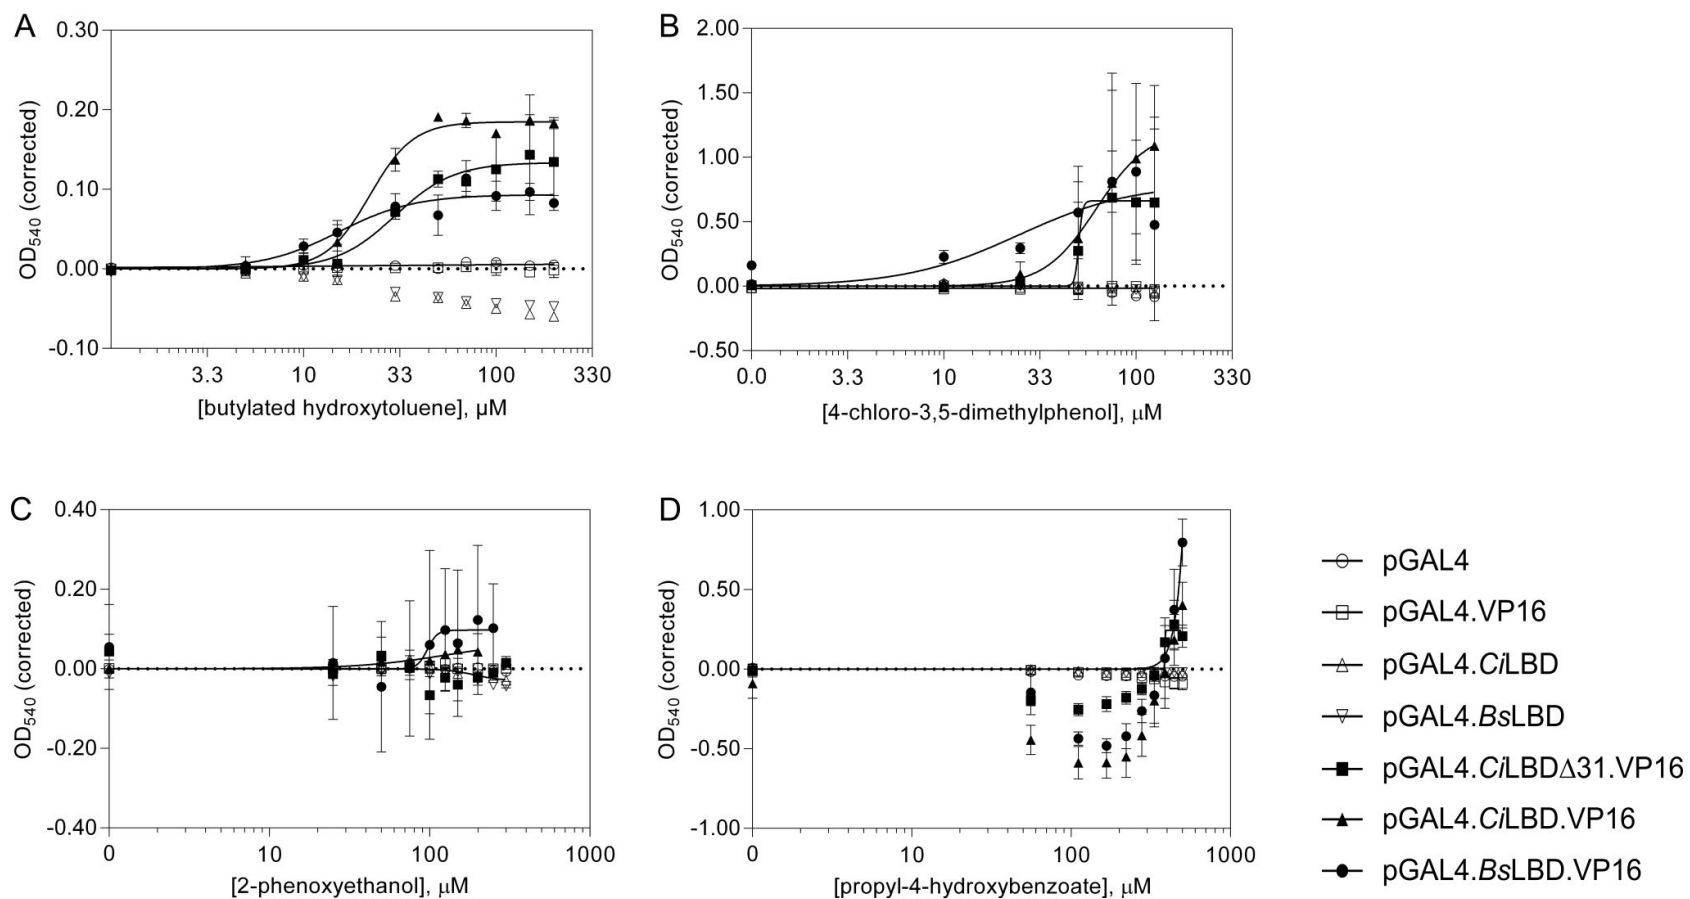 A
0.30
0.20
0.10
0.00
-0.10
OD540 (corrected)
3.3 10 33 100 330
[butylated hydroxytoluene], µM
B
2.00
1.50
1.00
0.50
0.00
-0.50
OD540 (corrected)
0.0 3.3 10 33 100 330
[4-chloro-3,5-dimethylphenol], µM
C
0.40
0.20
0.00
-0.20
-0.40
OD540 (corrected)
0 10 100 1000
[2-phenoxyethanol], µM
D
1.00
0.50
0.00
-0.50
-1.00
OD540 (corrected)
0 10 100 1000
[propyl-4-hydroxybenzoate], µM
pGAL4
pGAL4.VP16
pGAL4.CiLBD
pGAL4.BsLBD
pGAL4.CiLBDΔ31.VP16
pGAL4.CiLBD.VP16
pGAL4.BsLBD.VP16